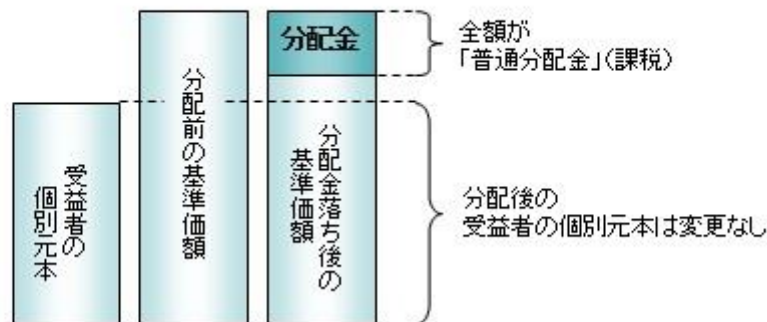 受益者の
個別元本
分配前の基準価額
分配金
分配金落ち後の
基準価額
全額が
「普通分配金」(課税)
分配後の
受益者の個別元本は変更なし